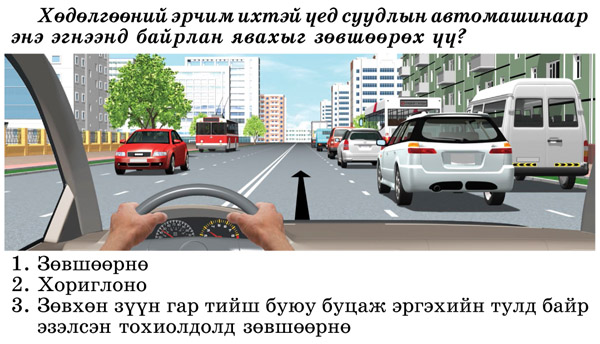 Хөдөлгөөний эрчим ихтэй үед суудлын автомашинаар
энэ эгнээнд байрлан явахыг зөвшөөрөх үү?
1. Зөвшөөрнө
2. Хориглоно
3. Зөвхөн зүүн гар тийш буюу буцаж эргэхийн тулд байр
эзэлсэн тохиолдолд зөвшөөрнө